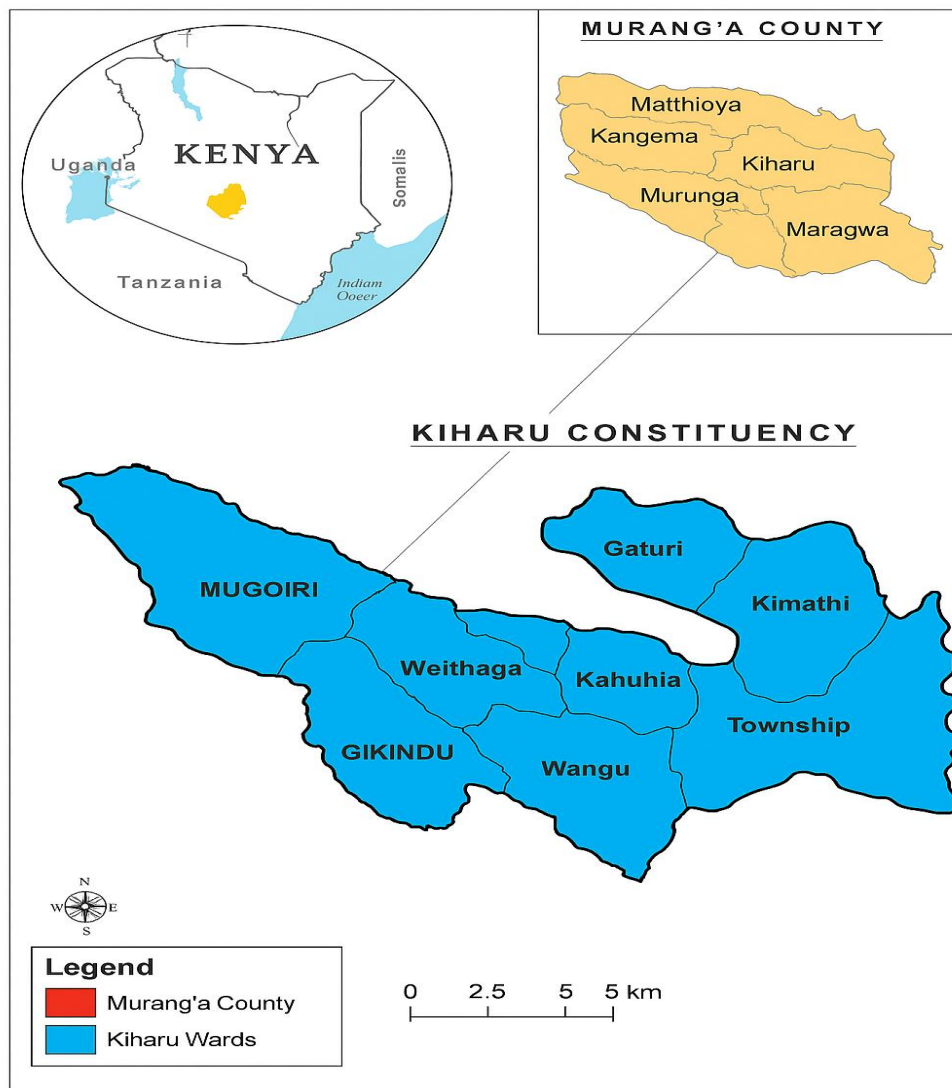 MURANG'A COUNTY
Matthioya
Kangema
Kiharu
Murunga
Maragwa
KENYA
Uganda
Somalis
Tanzania
Indiam
Ooeer
KIHARU CONSTITUENCY
Gaturi
MUGOIRI
Kimathi
Weithaga
Kahuhia
Township
GIKINDU
Wangu
N
W
E
S
Legend
Murang'a County
Kiharu Wards
0 2.5 5 5 km